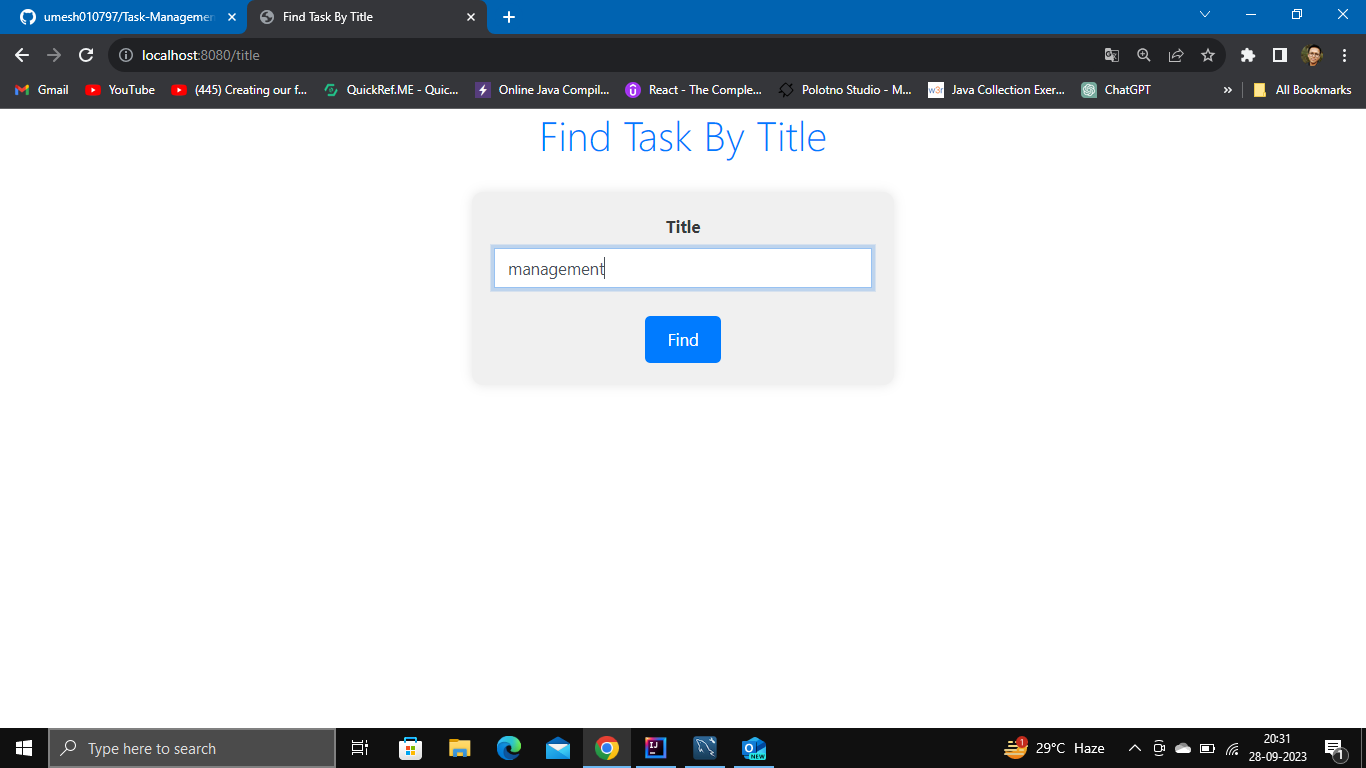 umesh010797/Task-Managemen
Find Task By Title
localhost:8080/title
Gmail
YouTube
(445) Creating our f...
QuickRef.ME - Quic...
Online Java Compil...
React - The Comple...
Polotno Studio - M...
w3r
Java Collection Exer...
ChatGPT
»
All Bookmarks
Find Task By Title
Title
management
Find
Type here to search
29°C Haze
20:31
28-09-2023